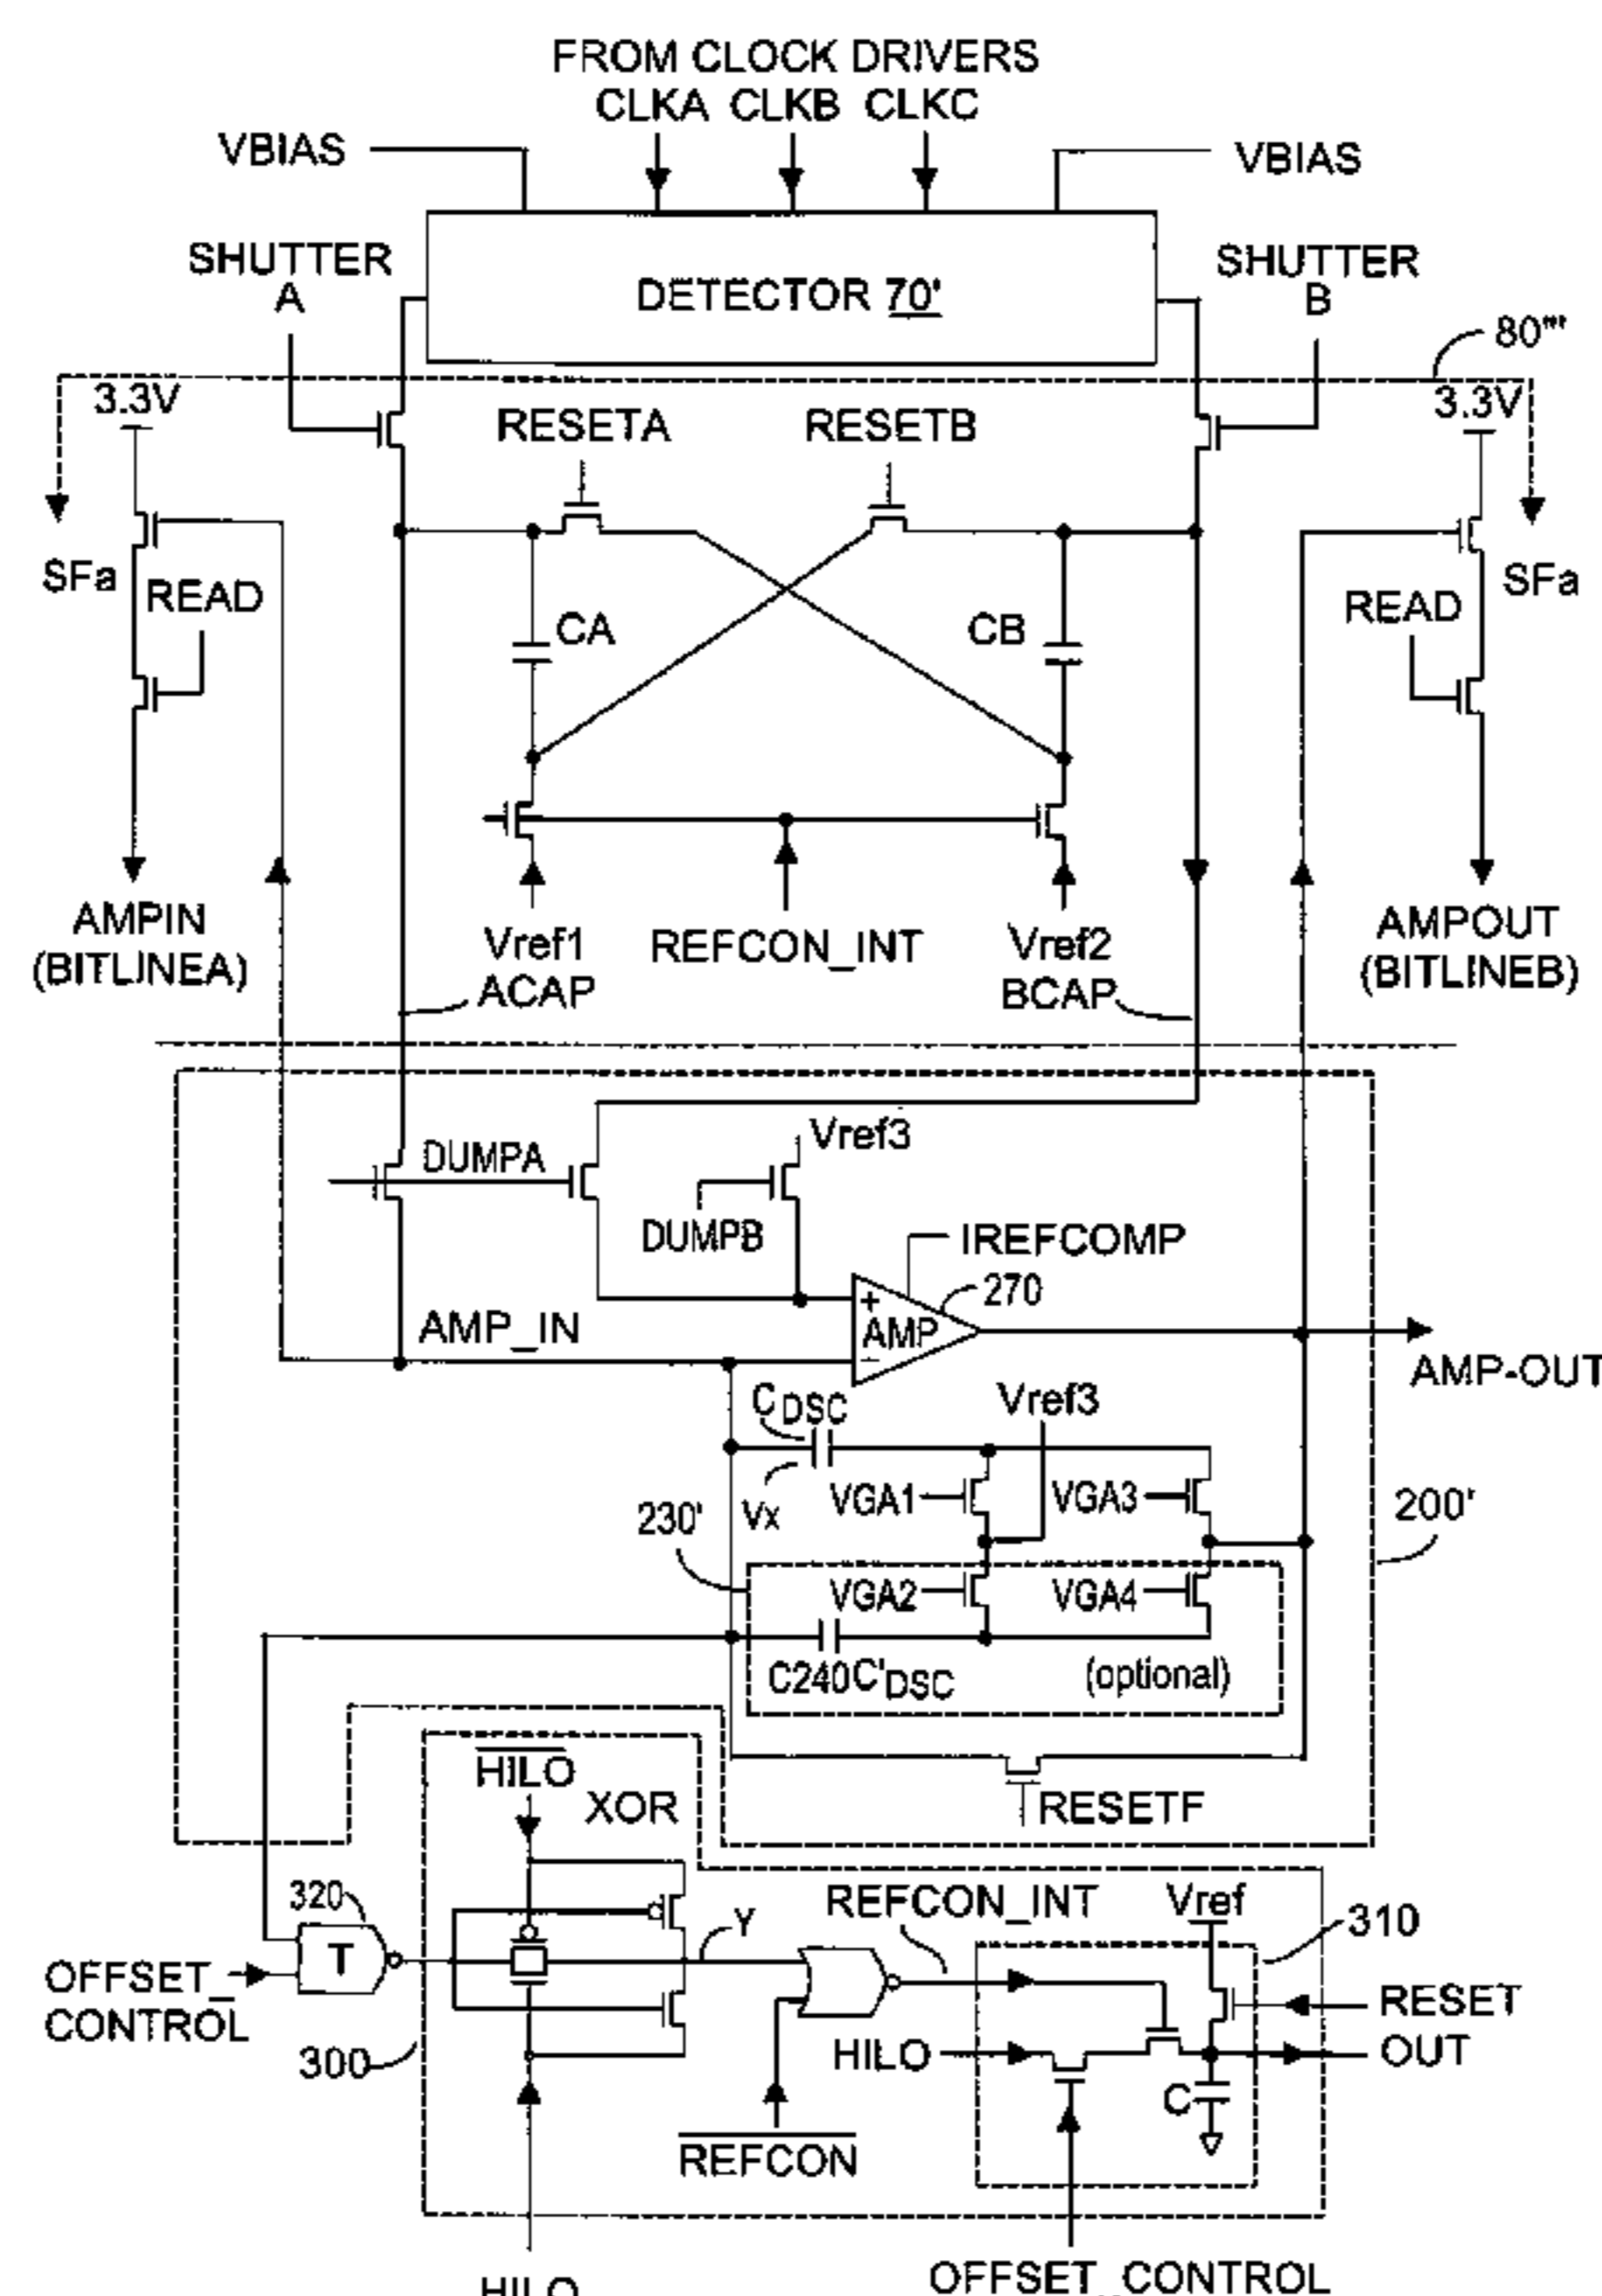 FROM CLOCK DRIVERS
CLKA CLKB CLKC
VBIAS
VBIAS
SHUTTER
A
DETECTOR 70'
SHUTTER
B
80'''
3.3V
RESETA
RESETB
3.3V
SFa
READ
CA
CB
READ
SFa
AMPIN
(BITLINEA)
Vref1
ACAP
REFCON_INT
Vref2
BCAP
AMPOUT
(BITLINEB)
DUMPA
Vref3
DUMPB
IREFCOMP
270
AMP_IN
+
AMP
−
AMP-OUT
CDSC
Vref3
Vx
VGA1
VGA3
230'
200'
VGA2
VGA4
C240C'DSC
(optional)
RESETF
HILO
XOR
320
T
OFFSET_
CONTROL
300
Y
REFCON_INT
Vref
310
RESET
HILO
OUT
C
REFCON
HILO
OFFSET_CONTROL